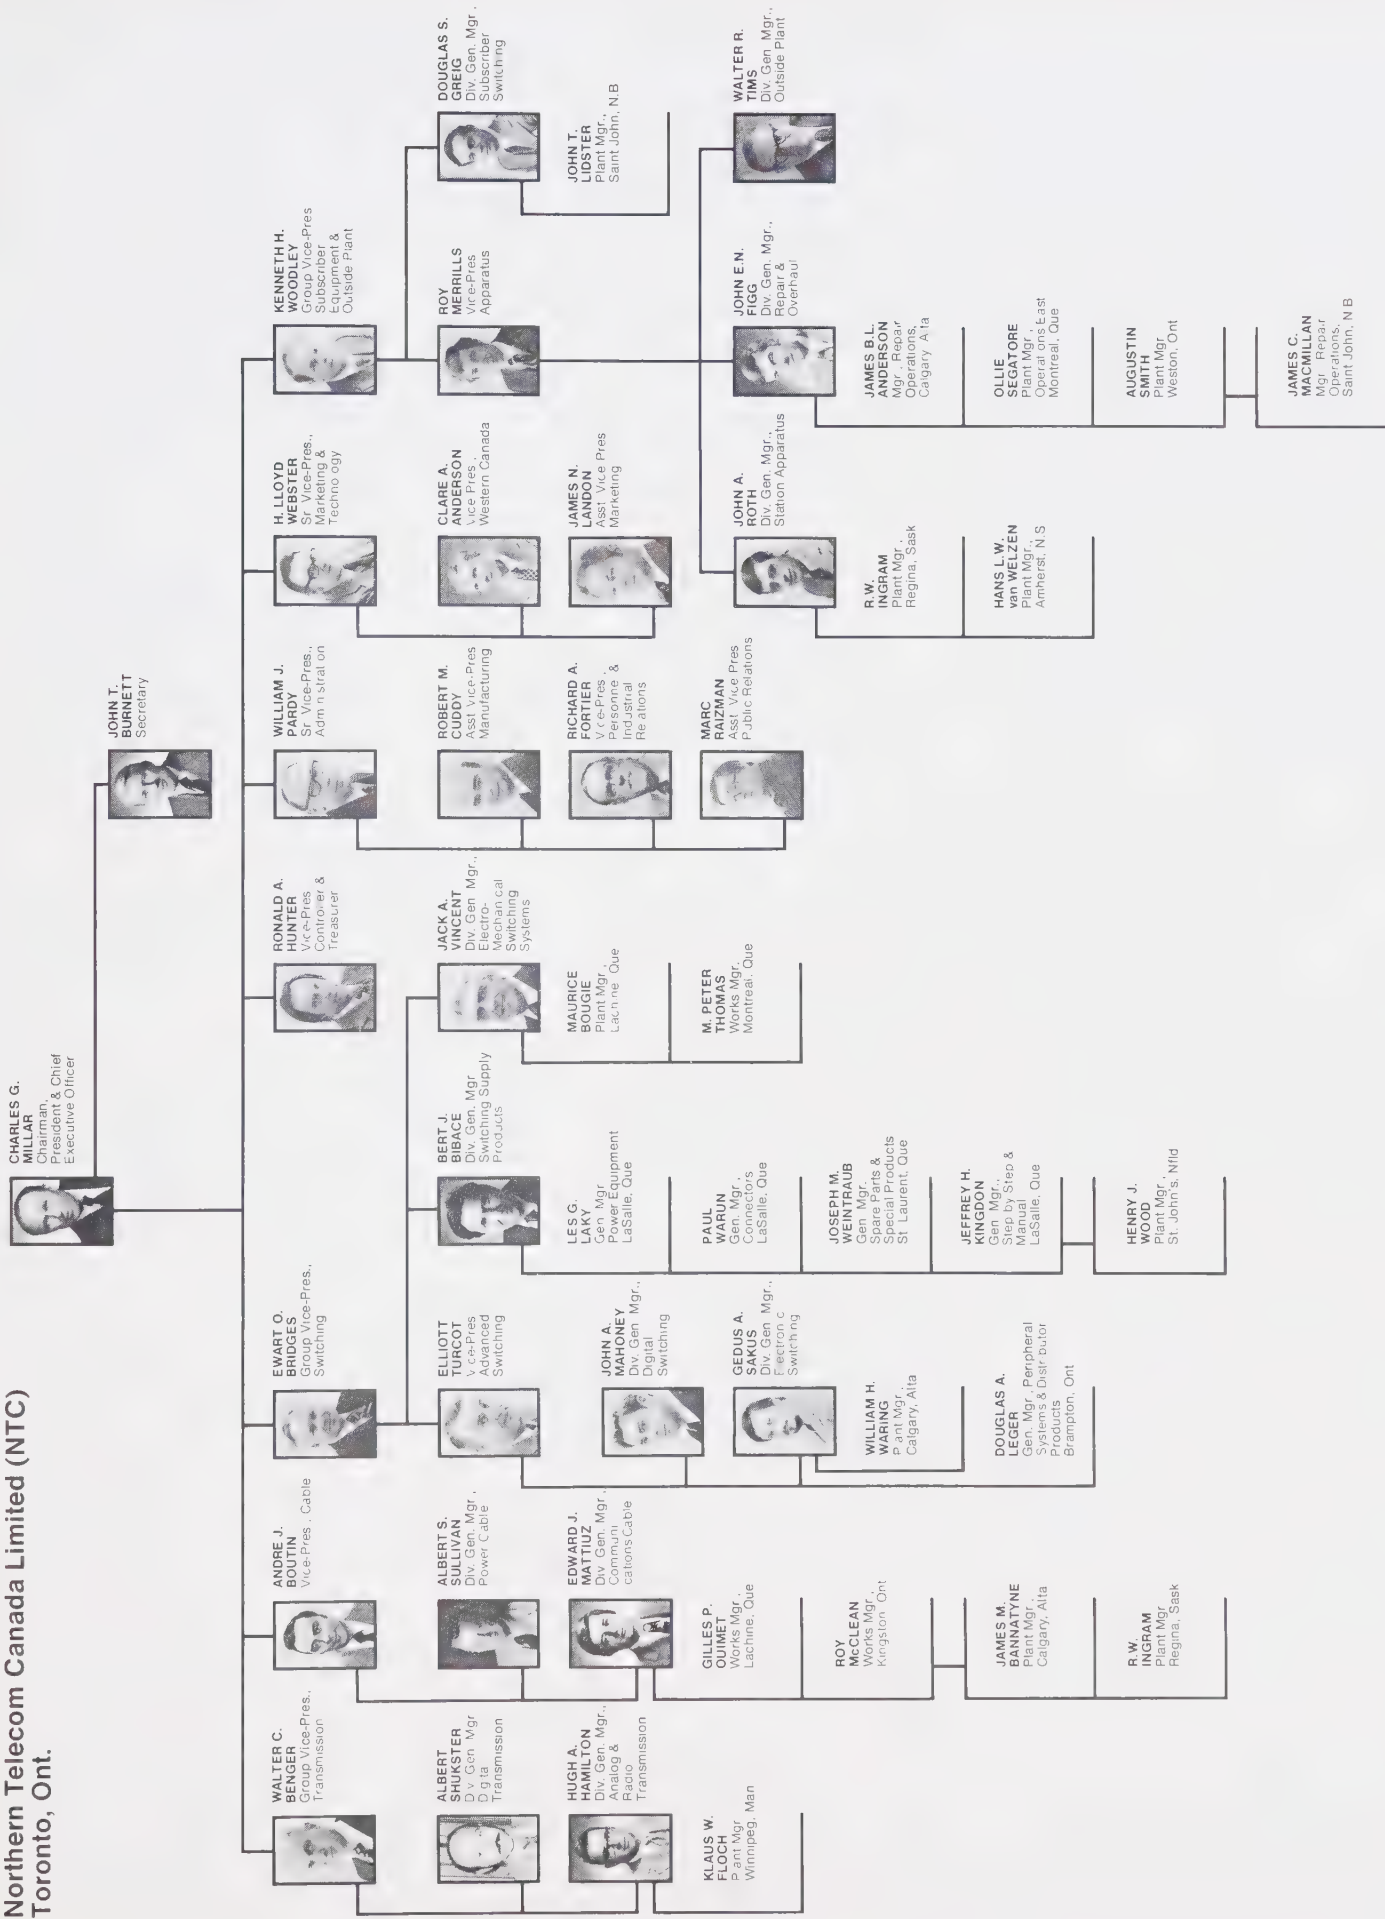 Northern Telecom Canada Limited (NTC)
Toronto, Ont.
CHARLES G.
MILLAR
Chairman,
President & Chief
Executive Officer
JOHN T.
BURNETT
Secretary
WALTER C.
BENGER
Group Vice-Pres.,
Transmission
ALBERT
SHUKSTER
Div Gen Mgr
Digital
Transmission
HUGH A.
HAMILTON
Div. Gen. Mgr.,
Analog &
Radio
Transmission
KLAUS W.
FLOCH
Plant Mgr
Winnipeg, Man
ANDRE J.
BOUTIN
Vice-Pres., Cable
ALBERT S.
SULLIVAN
Div. Gen. Mgr.,
Power Cable
EDWARD J.
MATTIUZ
Div Gen. Mgr.,
Communi
cations Cable
GILLES P.
OUIMET
Works Mgr.,
Lachine, Que
ROY
McCLEAN
Works Mgr.,
Kingston, Ont
JAMES M.
BANNATYNE
Plant Mgr.,
Calgary, Alta
R.W.
INGRAM
Plant Mgr
Regina, Sask
EWART O.
BRIDGES
Group Vice-Pres.,
Switching
ELLIOTT
TURCOT
Vice-Pres
Advanced
Switching
JOHN A.
MAHONEY
Div. Gen Mgr.,
Digital
Switching
GEDUS A.
SAKUS
Div. Gen Mgr.,
Electronic
Switching
WILLIAM H.
WARING
Plant Mgr.,
Calgary, Alta
DOUGLAS A.
LEGER
Gen. Mgr., Peripheral
Systems & Distributor
Products
Brampton, Ont
BERT J.
BIBACE
Div. Gen. Mgr
Switching Supply
Products
LES G.
LAKY
Gen Mgr
Power Equipment
LaSalle, Que
PAUL
WARUN
Gen. Mgr.,
Connectors
LaSalle, Que
JOSEPH M.
WEINTRAUB
Gen Mgr.
Spare Parts &
Special Products
St Laurent, Que
JEFFREY H.
KINGDON
Gen Mgr.,
Step by Step &
Manual
LaSalle, Que
HENRY J.
WOOD
Plant Mgr.,
St. John's, Nfld
JACK A.
VINCENT
Div. Gen Mgr.,
Electro-
Mechanical
Switching
Systems
MAURICE
BOUGIE
Plant Mgr.,
Lachine, Que
M. PETER
THOMAS
Works Mgr.
Montreal, Que
RONALD A.
HUNTER
Vice-Pres
Controller &
Treasurer
WILLIAM J.
PARDY
Sr Vice-Pres.,
Administration
ROBERT M.
CUDDY
Asst Vice-Pres
Manufacturing
RICHARD A.
FORTIER
Vice-Pres.,
Personnel &
Industrial
Relations
MARC
RAIZMAN
Asst Vice Pres
Public Relations
H. LLOYD
WEBSTER
Sr Vice-Pres.,
Marketing &
Technology
CLARE A.
ANDERSON
Vice Pres.,
Western Canada
JAMES N.
LANDON
Asst Vice Pres
Marketing
KENNETH H.
WOODLEY
Group Vice-Pres
Subscriber
Equipment &
Outside Plant
ROY
MERRILLS
Vice-Pres
Apparatus
DOUGLAS S.
GREIG
Div. Gen. Mgr.,
Subscriber
Switching
JOHN T.
LIDSTER
Plant Mgr.,
Saint John, N.B
JOHN A.
ROTH
Div. Gen. Mgr.,
Station Apparatus
R.W.
INGRAM
Plant Mgr.,
Regina, Sask
HANS L.W.
van WELZEN
Plant Mgr.,
Amherst, N.S
JOHN E.N.
FIGG
Div. Gen. Mgr.,
Repair &
Overhaul
JAMES B.L.
ANDERSON
Mgr., Repair
Operations,
Calgary Alta
OLLIE
SEGATORE
Plant Mgr.,
Operations East
Montreal, Que
AUGUSTIN
SMITH
Plant Mgr
Weston, Ont
JAMES C.
MACMILLAN
Mgr Repair
Operations,
Saint John, N B
WALTER R.
TIMS
Div Gen Mgr.,
Outside Plant